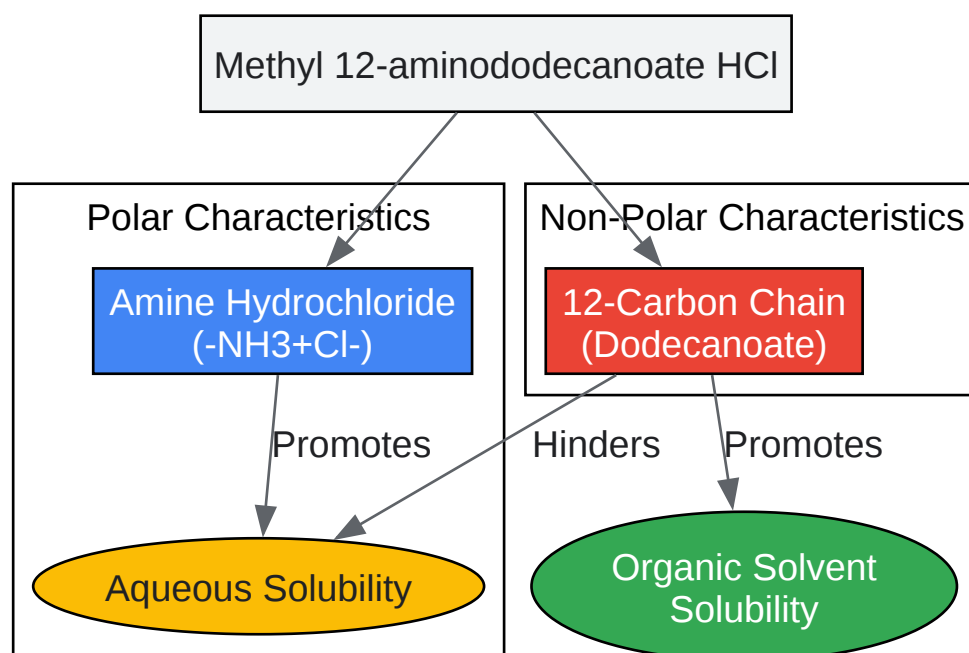 Methyl 12-aminododecanoate HCl
Polar Characteristics
Non-Polar Characteristics
Amine Hydrochloride
(-NH3+Cl-)
12-Carbon Chain
(Dodecanoate)
Promotes
Hinders
Promotes
Aqueous Solubility
Organic Solvent
Solubility